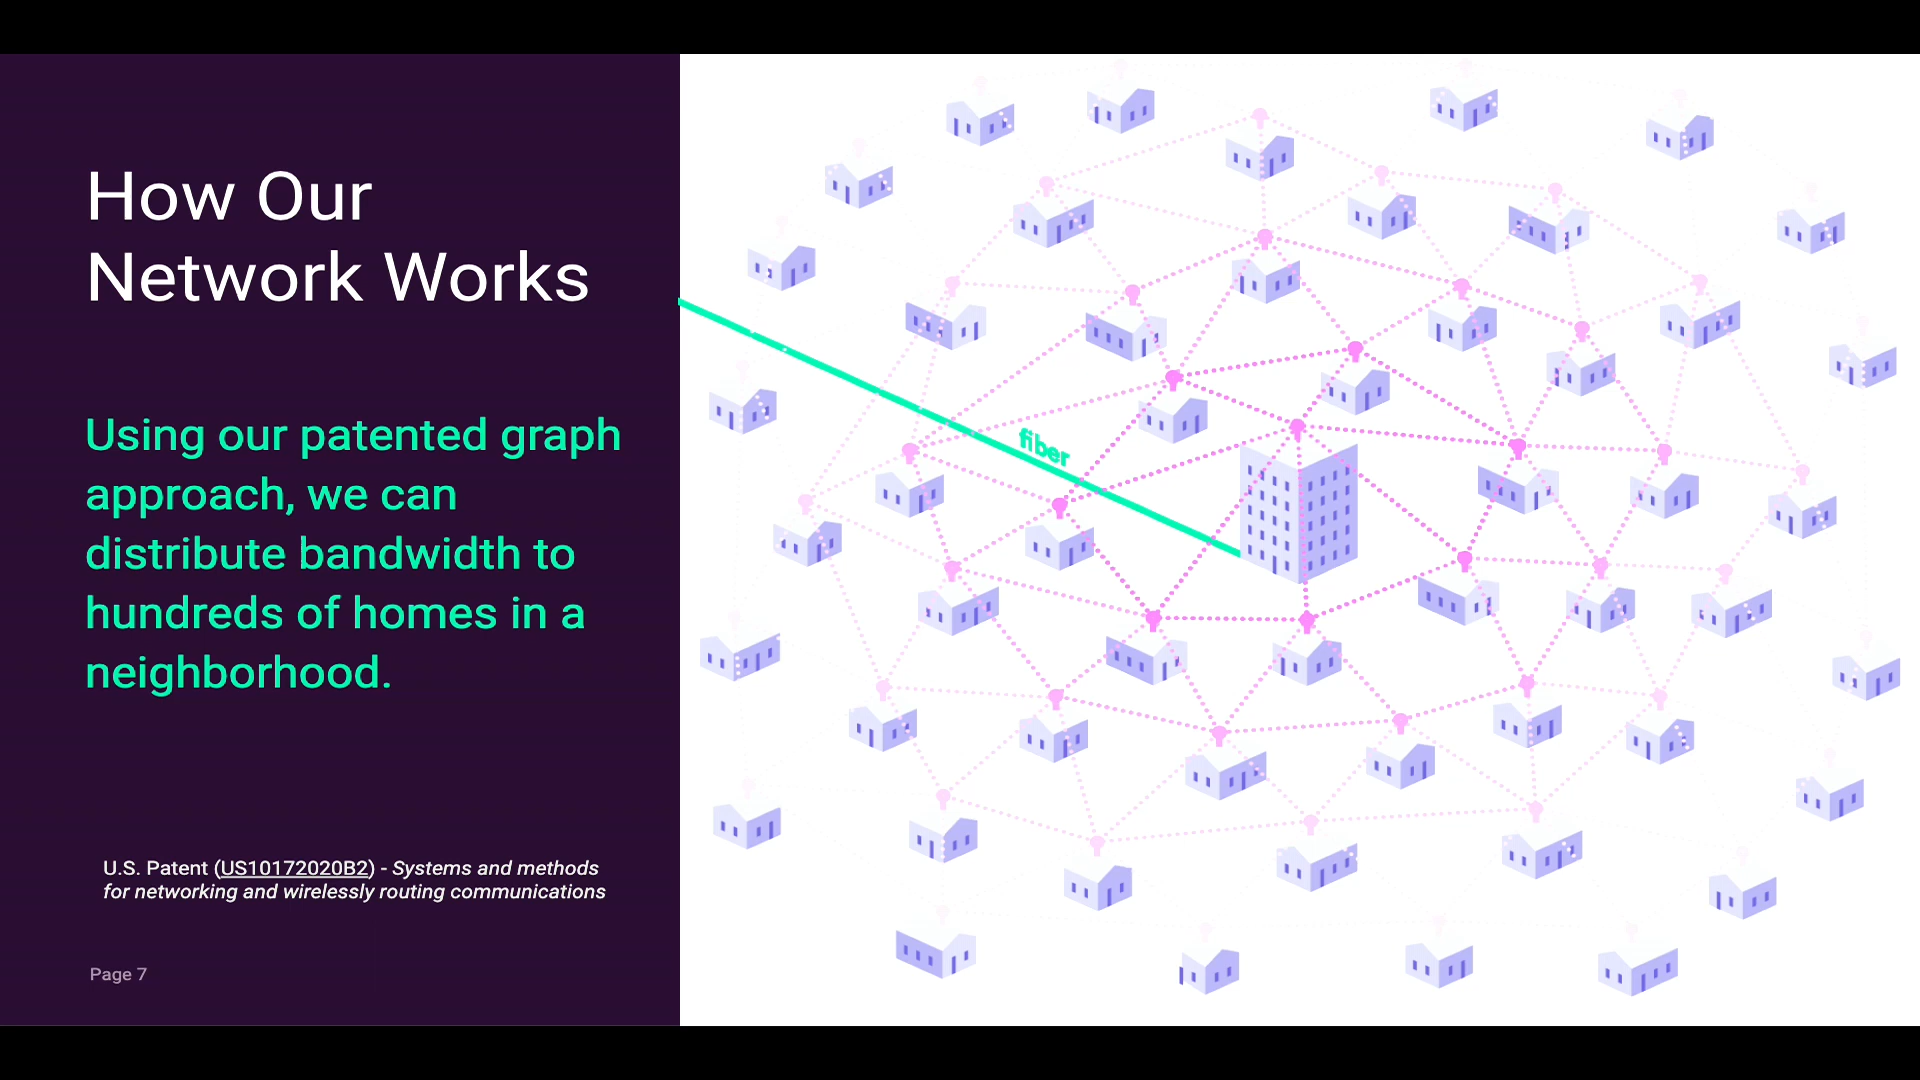 How Our
Network Works
Using our patented graph
approach, we can
distribute bandwidth to
hundreds of homes in a
neighborhood.
U.S. Patent (US10172020B2) - Systems and methods
for networking and wirelessly routing communications
Page 7
fiber